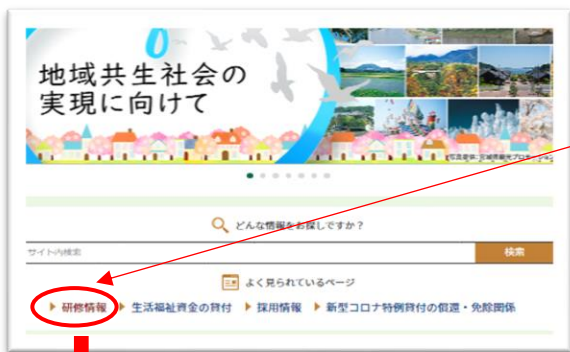 地域共生社会の
実現に向けて
どんな情報をお探しですか?
サイト内検索
検索
よく見られているページ
研修情報 生活福祉資金の貸付 採用情報 新型コロナ特例貸付の償還・免除関係